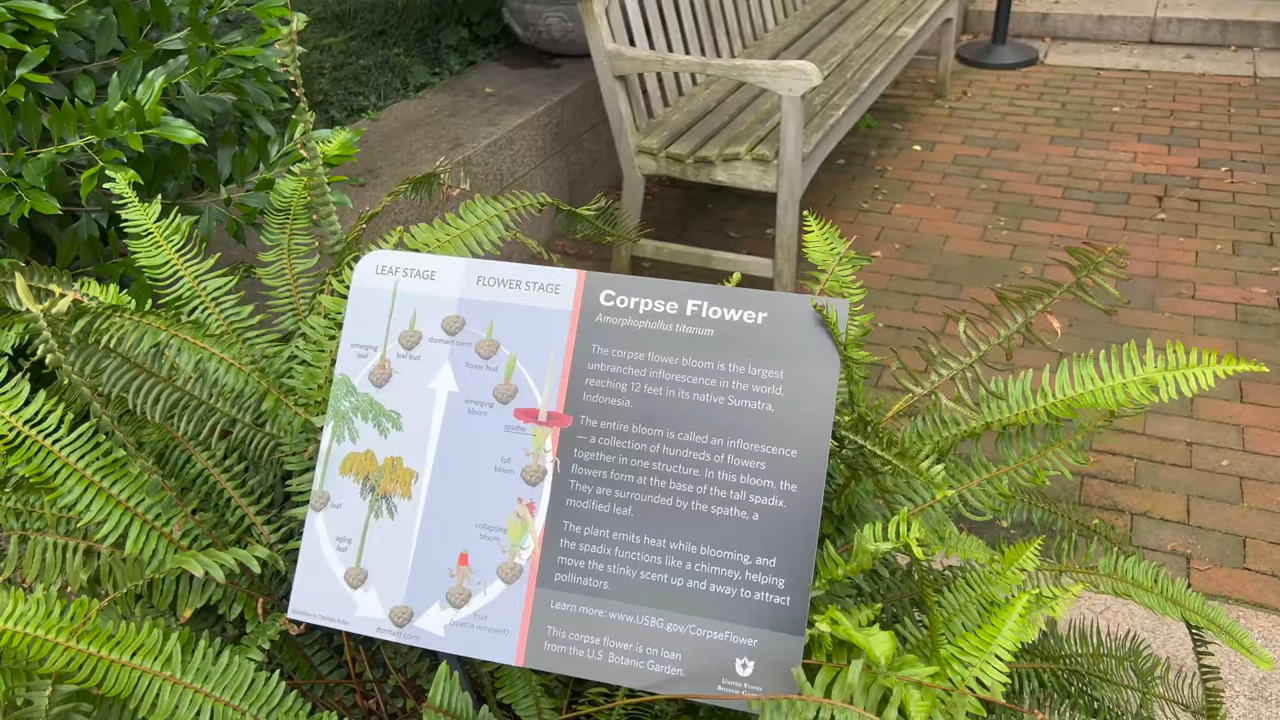 LEAF STAGE
FLOWER STAGE
dormant corm
leaf bud
emerging
leaf
flower bud
emerging
bloom
spathe
full
bloom
leaf
aging
leaf
collapsing
bloom
fruit
(spathe removed)
dormant corm
Corpse Flower
Amorphophallus titanum
The corpse flower bloom is the largest
unbranched inflorescence in the world,
reaching 12 feet in its native Sumatra,
Indonesia.
The entire bloom is called an inflorescence
— a collection of hundreds of flowers
together in one structure. In this bloom, the
flowers form at the base of the tall spadix.
They are surrounded by the spathe, a
modified leaf.
The plant emits heat while blooming, and
the spadix functions like a chimney, helping
move the stinky scent up and away to attract
pollinators.
Learn more: www.USBG.gov/CorpseFlower
This corpse flower is on loan
from the U.S. Botanic Garden.
UNITED STATES
BOTANIC